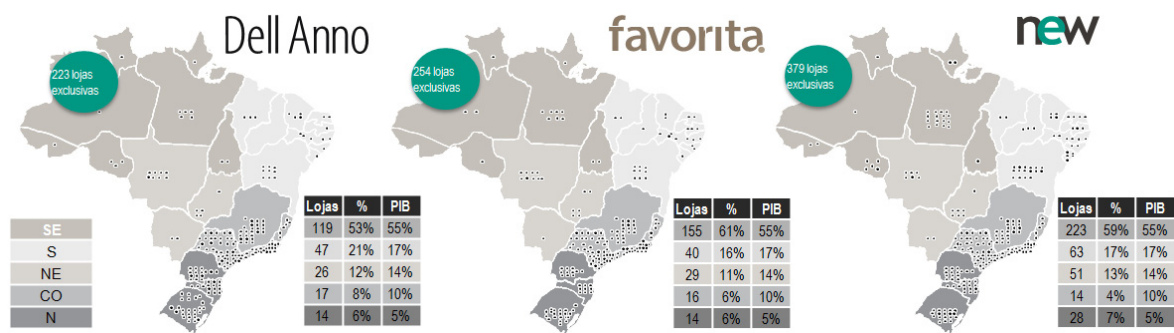 Dell Anno
223 lojas
exclusivas
Lojas % PIB
119 53% 55%
47 21% 17%
26 12% 14%
17 8% 10%
14 6% 5%
SE
S
NE
CO
N
favorita.
254 lojas
exclusivas
Lojas % PIB
155 61% 55%
40 16% 17%
29 11% 14%
16 6% 10%
14 6% 5%
new
379 lojas
exclusivas
Lojas % PIB
223 59% 55%
63 17% 17%
51 13% 14%
14 4% 10%
28 7% 5%